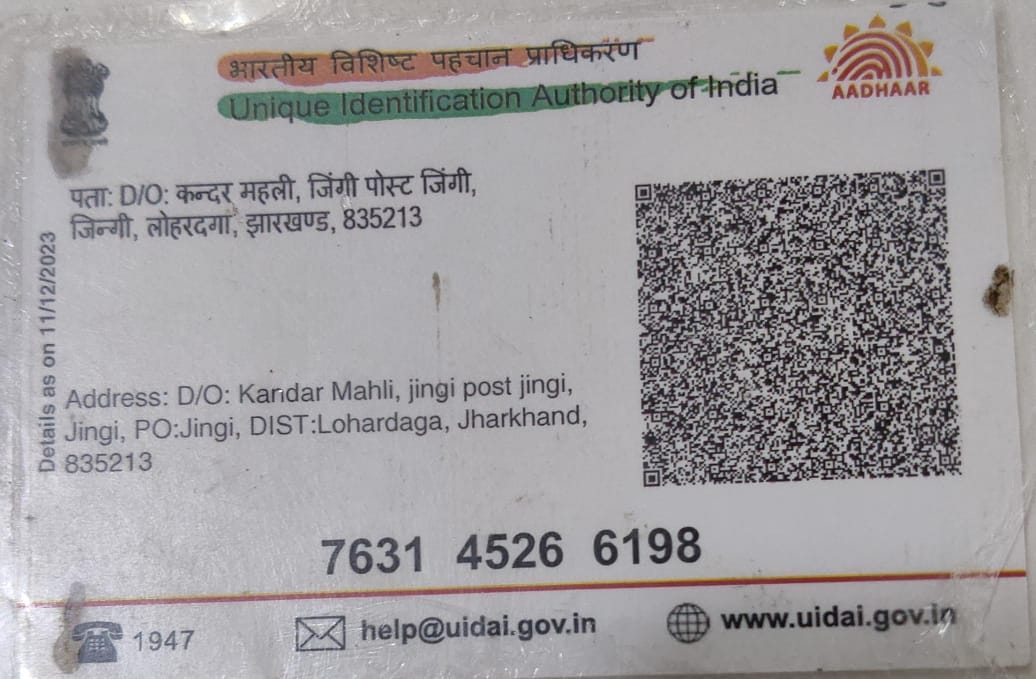 भारतीय विशिष्ट पहचान प्राधिकरण
Unique Identification Authority of India
AADHAAR
पता: D/O: कन्दर महली, जिंगी पोस्ट जिंगी,
जिन्गी, लोहरदगा, झारखण्ड, 835213
Details as on 11/12/2023
Address: D/O: Kandar Mahli, jingi post jingi,
Jingi, PO:Jingi, DIST:Lohardaga, Jharkhand,
835213
7631 4526 6198
1947
help@uidai.gov.in
www.uidai.gov.in